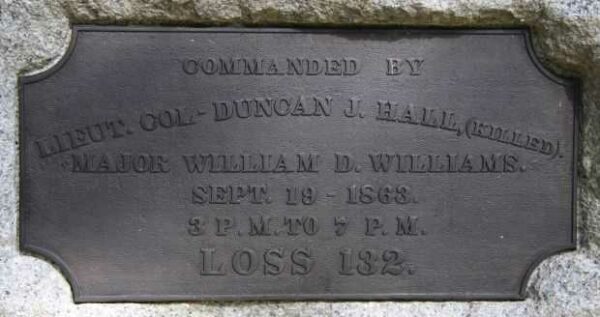 COMMANDED BY
LIEUT. COL- DUNCAN J. HALL, (KILLED).
MAJOR WILLIAM D. WILLIAMS.
SEPT. 19 - 1863.
3 P. M. TO 7 P. M.
LOSS 132.